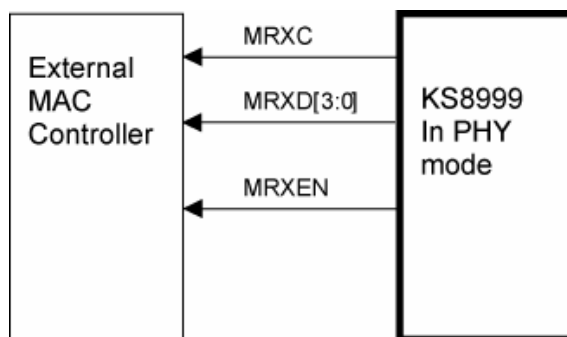 External
MAC
Controller
MRXC
MRXD[3:0]
MRXEN
KS8999
In PHY
mode